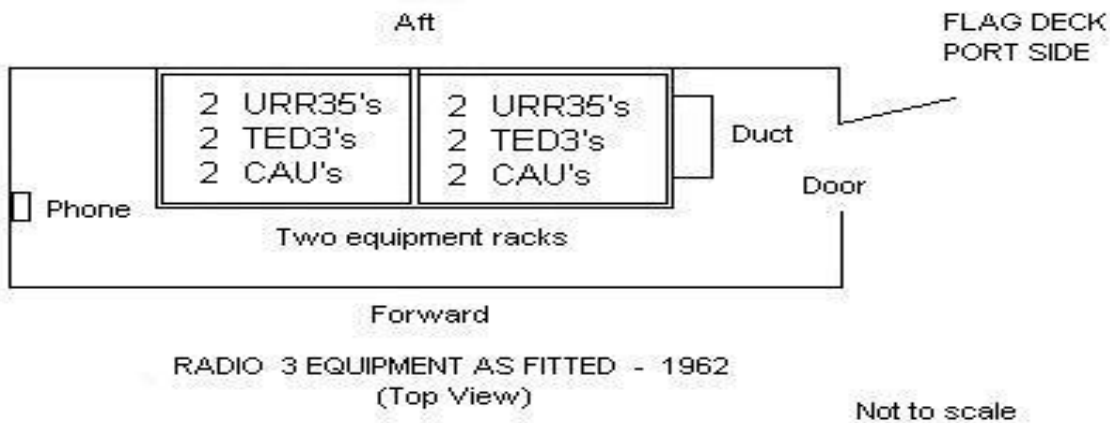 Aft
FLAG DECK
PORT SIDE
2 URR35's
2 TED3's
2 CAU's
2 URR35's
2 TED3's
2 CAU's
Duct
Door
Phone
Two equipment racks
Forward
RADIO 3 EQUIPMENT AS FITTED - 1962
(Top View)
Not to scale